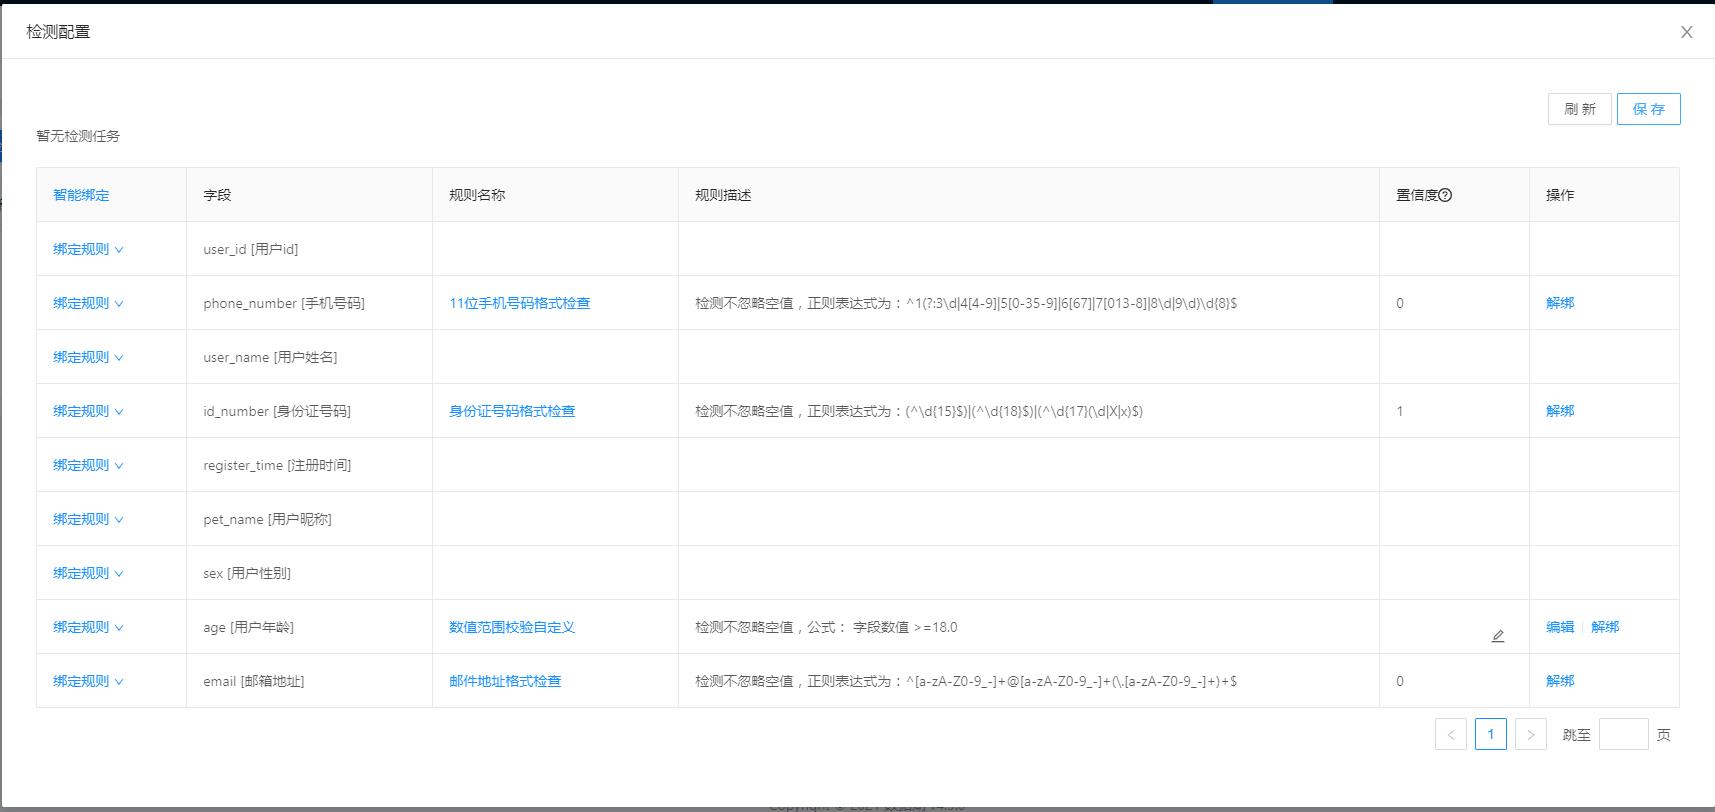 检测配置
刷 新 保 存
暂无检测任务
智能绑定 字段 规则名称 规则描述 置信度 操作
绑定规则 user_id [用户id]
绑定规则 phone_number [手机号码] 11位手机号码格式检查 检测不忽略空值，正则表达式为：^1(?:3\d|4[4-9]|5[0-35-9]|6[67]|7[013-8]|8\d|9\d)\d{8}$ 0 解绑
绑定规则 user_name [用户姓名]
绑定规则 id_number [身份证号码] 身份证号码格式检查 检测不忽略空值，正则表达式为：(^\d{15}$)|(^\d{18}$)|(^\d{17}(\d|X|x)$) 1 解绑
绑定规则 register_time [注册时间]
绑定规则 pet_name [用户昵称]
绑定规则 sex [用户性别]
绑定规则 age [用户年龄] 数值范围校验自定义 检测不忽略空值，公式： 字段数值 >=18.0 编辑 解绑
绑定规则 email [邮箱地址] 邮件地址格式检查 检测不忽略空值，正则表达式为：^[a-zA-Z0-9_-]+@[a-zA-Z0-9_-]+(\.[a-zA-Z0-9_-]+)+$ 0 解绑
< 1 > 跳至 页